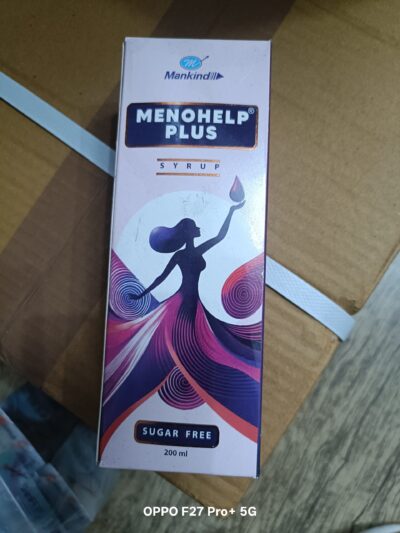 m
Mankind
MENOHELP®
PLUS
SYRUP
SUGAR FREE
200 ml
OPPO F27 Pro+ 5G